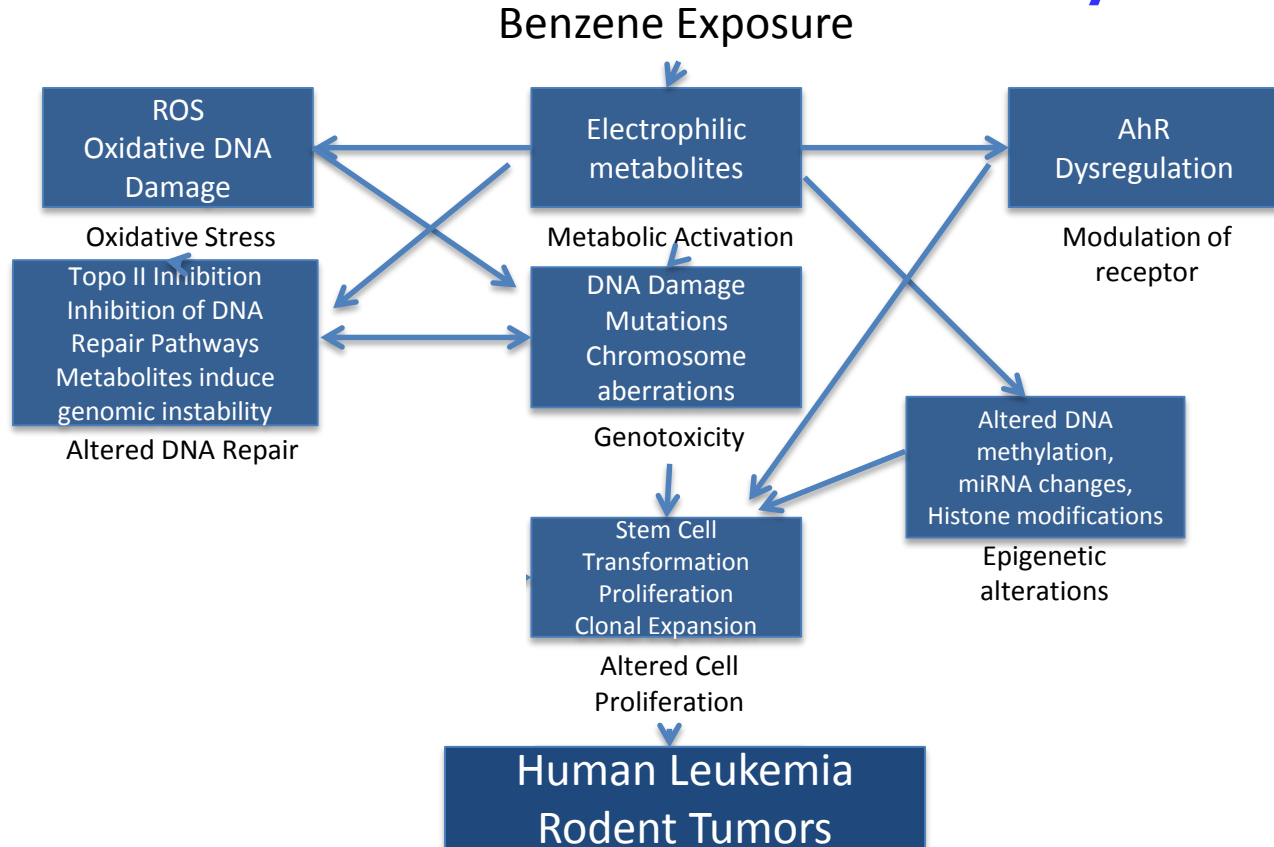 Benzene Exposure
ROS
Oxidative DNA
Damage
Oxidative Stress
Electrophilic
metabolites
Metabolic Activation
AhR
Dysregulation
Modulation of
receptor
Topo II Inhibition
Inhibition of DNA
Repair Pathways
Metabolites induce
genomic instability
Altered DNA Repair
DNA Damage
Mutations
Chromosome
aberrations
Genotoxicity
Altered DNA
methylation,
miRNA changes,
Histone modifications
Epigenetic
alterations
Stem Cell
Transformation
Proliferation
Clonal Expansion
Altered Cell
Proliferation
Human Leukemia
Rodent Tumors